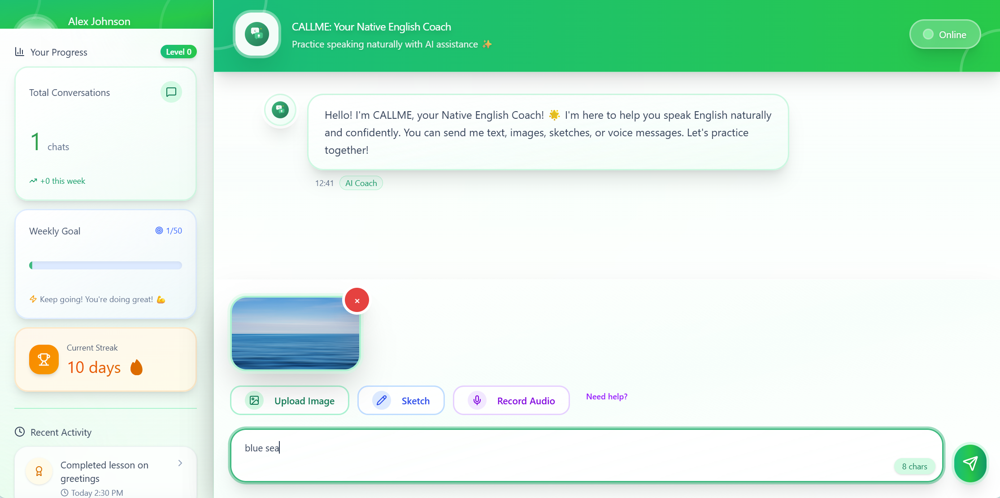 Alex Johnson
Your Progress
Level 0
Total Conversations
1 chats
+0 this week
Weekly Goal
1/50
Keep going! You're doing great! 💪
Current Streak
10 days
Recent Activity
Completed lesson on
greetings
Today 2:30 PM
CALLME: Your Native English Coach
Practice speaking naturally with AI assistance ✨
Online
Hello! I'm CALLME, your Native English Coach! 🌟 I'm here to help you speak English naturally
and confidently. You can send me text, images, sketches, or voice messages. Let's practice
together!
12:41 AI Coach
×
Upload Image
Sketch
Record Audio
Need help?
blue sea
8 chars